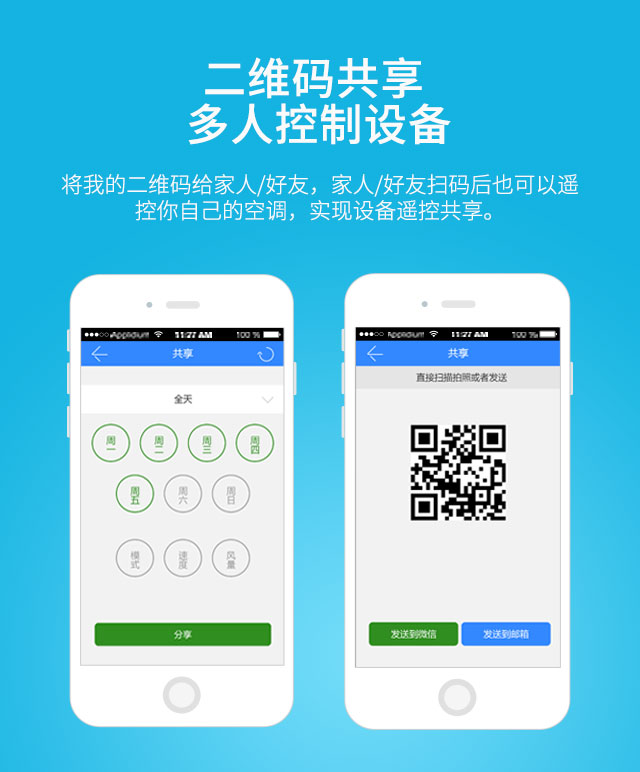 二维码共享
多人控制设备
将我的二维码给家人/好友，家人/好友扫码后也可以遥
控你自己的空调，实现设备遥控共享。
Applidium 11:27 AM 100 %
共享
全天
周一 周二 周三 周四
周五 周六 周日
模式 速度 风量
分享
Applidium 11:27 AM 100 %
共享
直接扫描拍照或者发送
发送到微信 发送到邮箱